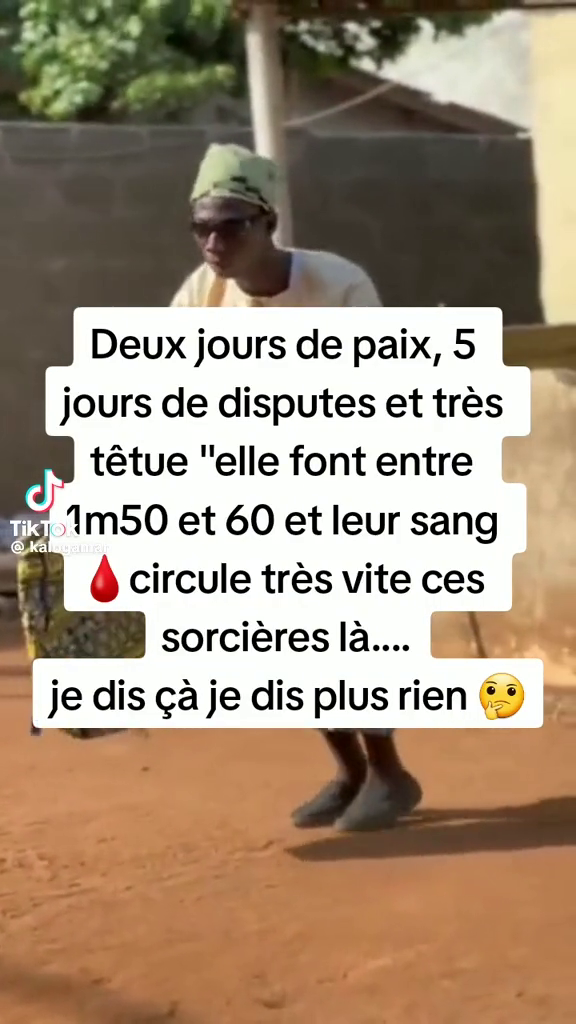 Deux jours de paix, 5
jours de disputes et très
têtue "elle font entre
1m50 et 60 et leur sang
🩸circule très vite ces
sorcières là....
je dis çà je dis plus rien 🤔
TikTok